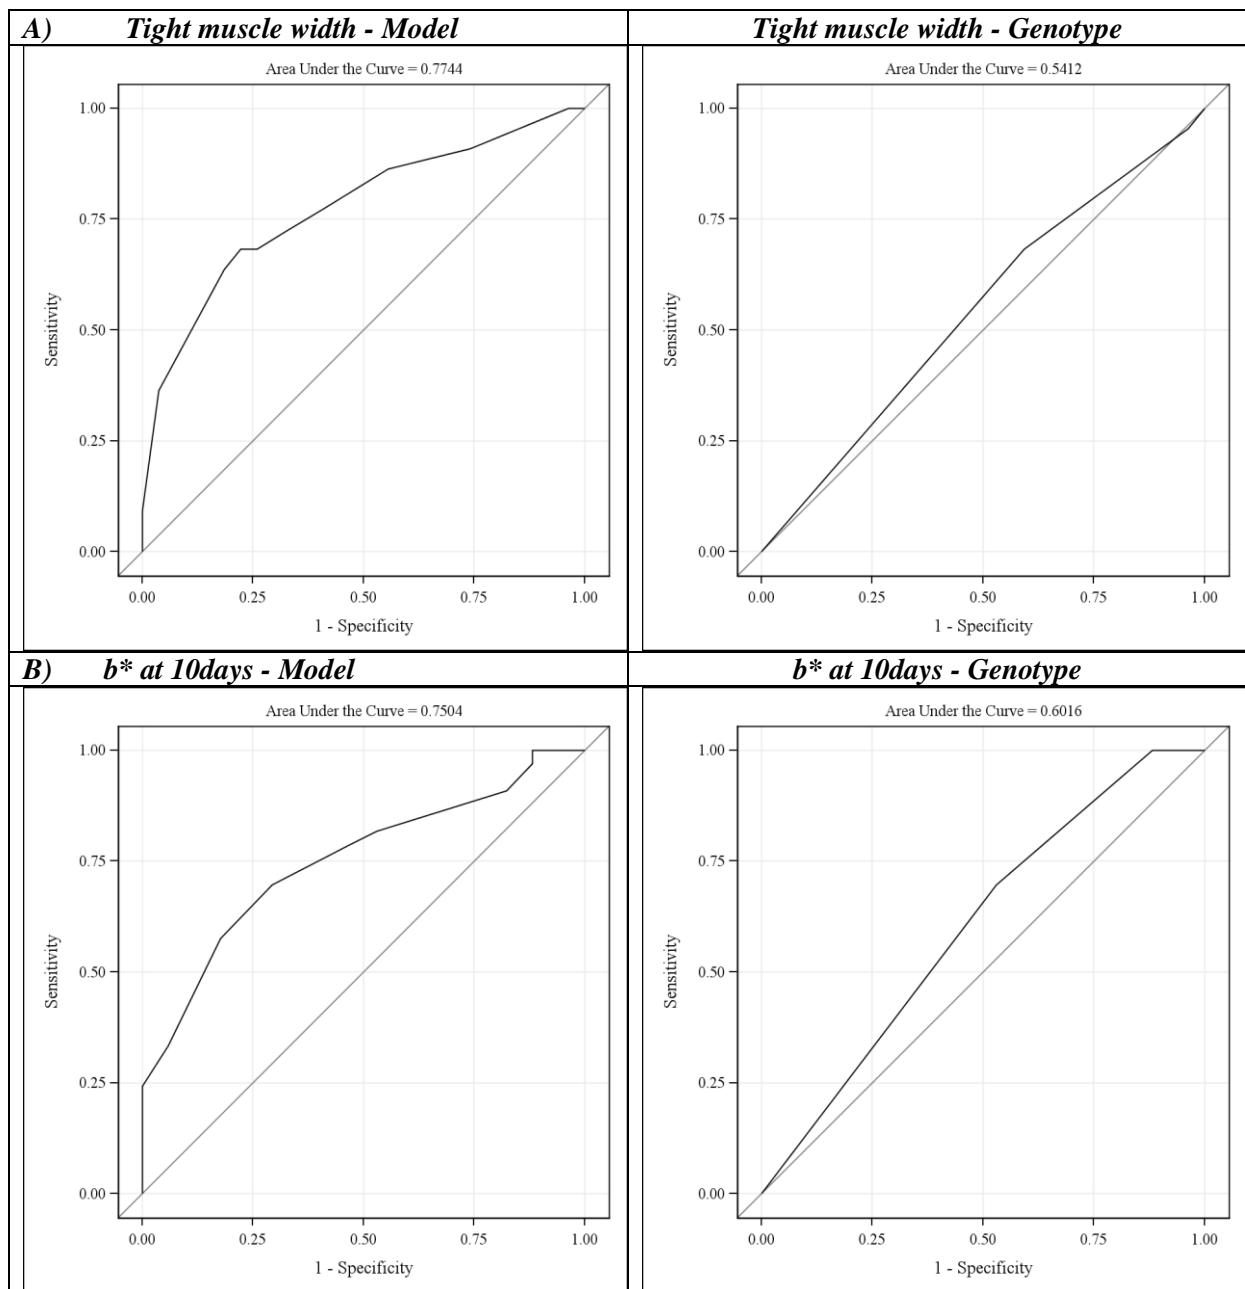 A) Tight muscle width - Model
Tight muscle width - Genotype
Area Under the Curve = 0.7744
1.00
0.75
0.50
0.25
0.00
Sensitivity
0.00 0.25 0.50 0.75 1.00
1 - Specificity
Area Under the Curve = 0.5412
1.00
0.75
0.50
0.25
0.00
Sensitivity
0.00 0.25 0.50 0.75 1.00
1 - Specificity
B) b* at 10days - Model
b* at 10days - Genotype
Area Under the Curve = 0.7504
1.00
0.75
0.50
0.25
0.00
Sensitivity
0.00 0.25 0.50 0.75 1.00
1 - Specificity
Area Under the Curve = 0.6016
1.00
0.75
0.50
0.25
0.00
Sensitivity
0.00 0.25 0.50 0.75 1.00
1 - Specificity